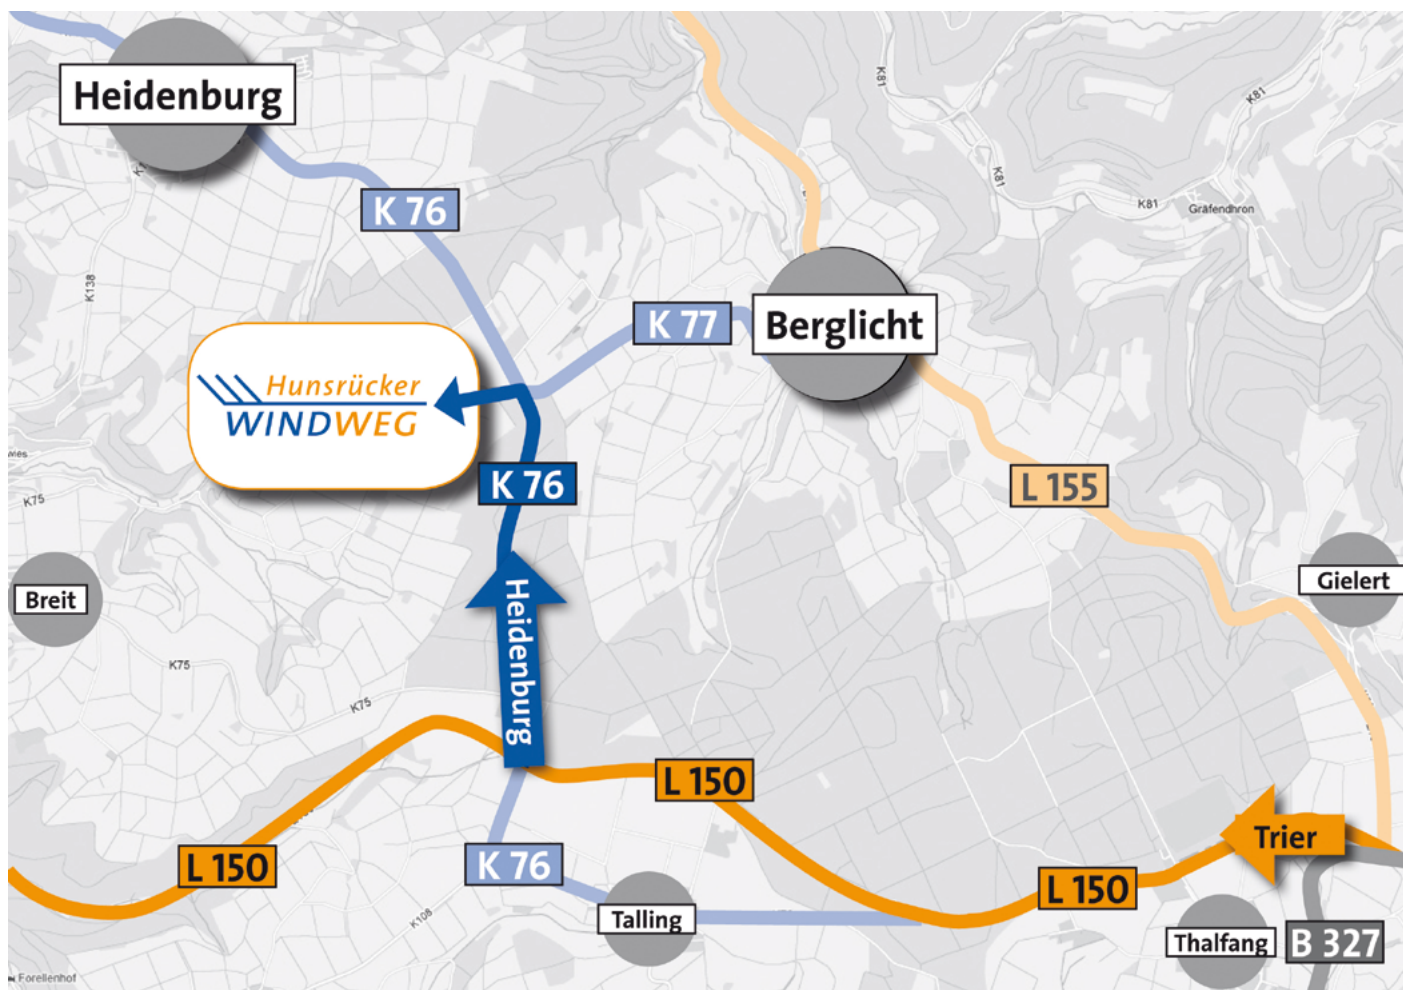 Heidenburg
K 76
K81
K81
K81
K81
Gräfendhron
K138
K 77
Berglicht
Hunsrücker
WINDWEG
K 76
L 155
K75
Breit
Heidenburg
Gielert
K75
K75
L 150
Trier
L 150
K 76
L 150
Talling
K108
Thalfang
B 327
Forellenhof